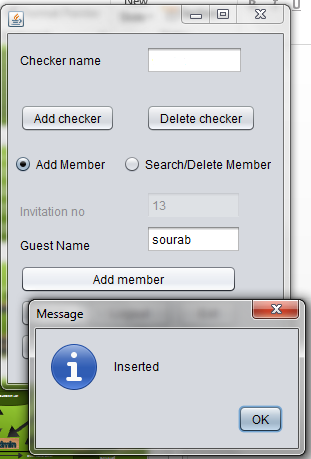 New
Checker name
Add checker Delete checker
Add Member Search/Delete Member
Invitation no 13
Guest Name sourab
Add member
Message
Inserted
OK